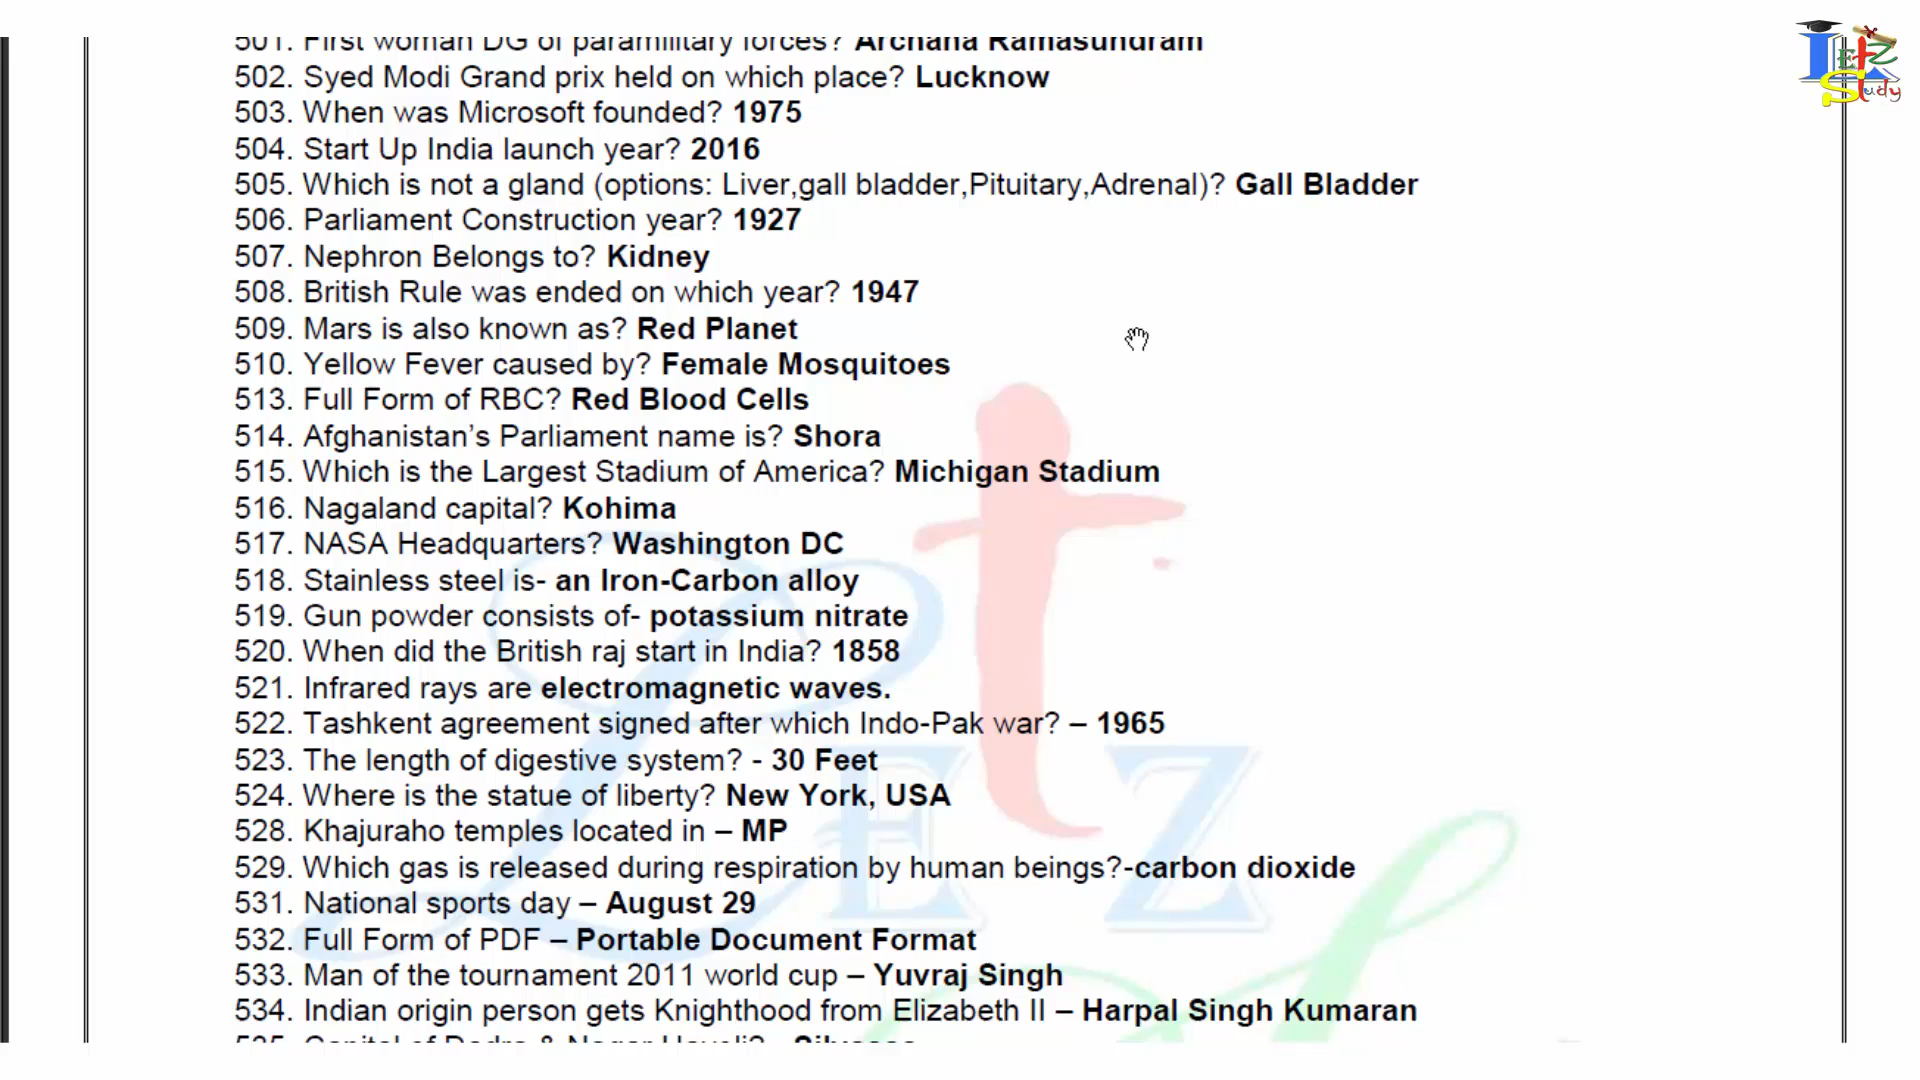 501. First woman DG of paramilitary forces? Archana Ramasundram
502. Syed Modi Grand prix held on which place? Lucknow
503. When was Microsoft founded? 1975
504. Start Up India launch year? 2016
505. Which is not a gland (options: Liver,gall bladder,Pituitary,Adrenal)? Gall Bladder
506. Parliament Construction year? 1927
507. Nephron Belongs to? Kidney
508. British Rule was ended on which year? 1947
509. Mars is also known as? Red Planet
510. Yellow Fever caused by? Female Mosquitoes
513. Full Form of RBC? Red Blood Cells
514. Afghanistan’s Parliament name is? Shora
515. Which is the Largest Stadium of America? Michigan Stadium
516. Nagaland capital? Kohima
517. NASA Headquarters? Washington DC
518. Stainless steel is- an Iron-Carbon alloy
519. Gun powder consists of- potassium nitrate
520. When did the British raj start in India? 1858
521. Infrared rays are electromagnetic waves.
522. Tashkent agreement signed after which Indo-Pak war? – 1965
523. The length of digestive system? - 30 Feet
524. Where is the statue of liberty? New York, USA
528. Khajuraho temples located in – MP
529. Which gas is released during respiration by human beings?-carbon dioxide
531. National sports day – August 29
532. Full Form of PDF – Portable Document Format
533. Man of the tournament 2011 world cup – Yuvraj Singh
534. Indian origin person gets Knighthood from Elizabeth II – Harpal Singh Kumaran
535. Capital of Dadra & Nagar Haveli? Silvassa
LETZ
Study